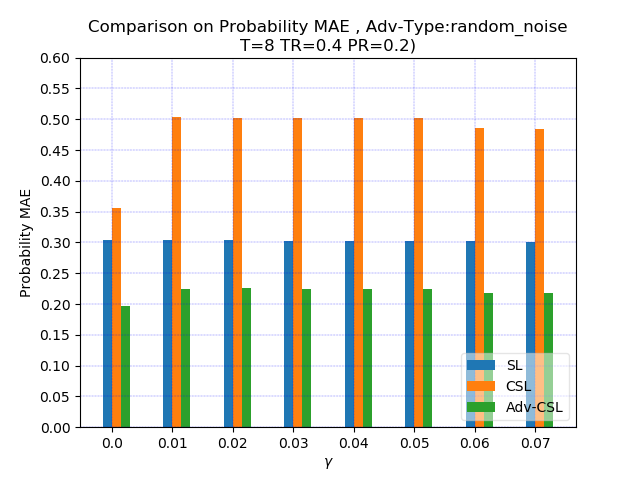 Comparison on Probability MAE , Adv-Type:random_noise
T=8 TR=0.4 PR=0.2)
0.60
0.55
0.50
0.45
0.40
0.35
0.30
0.25
0.20
0.15
0.10
0.05
0.00
Probability MAE
SL
CSL
Adv-CSL
0.0 0.01 0.02 0.03 0.04 0.05 0.06 0.07
γ